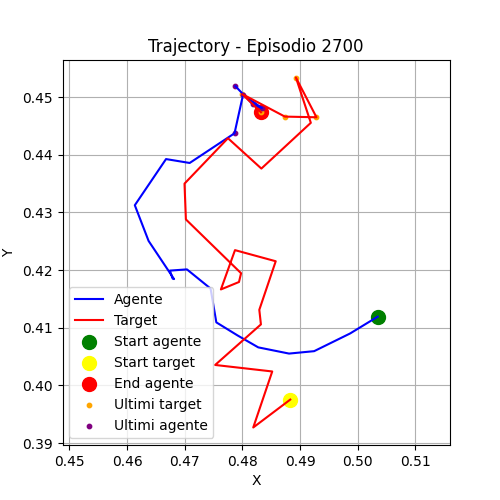 Trajectory - Episodio 2700
0.45
0.44
0.43
0.42
0.41
0.40
0.39
Y
Agente
Target
Start agente
Start target
End agente
Ultimi target
Ultimi agente
0.45 0.46 0.47 0.48 0.49 0.50 0.51
X